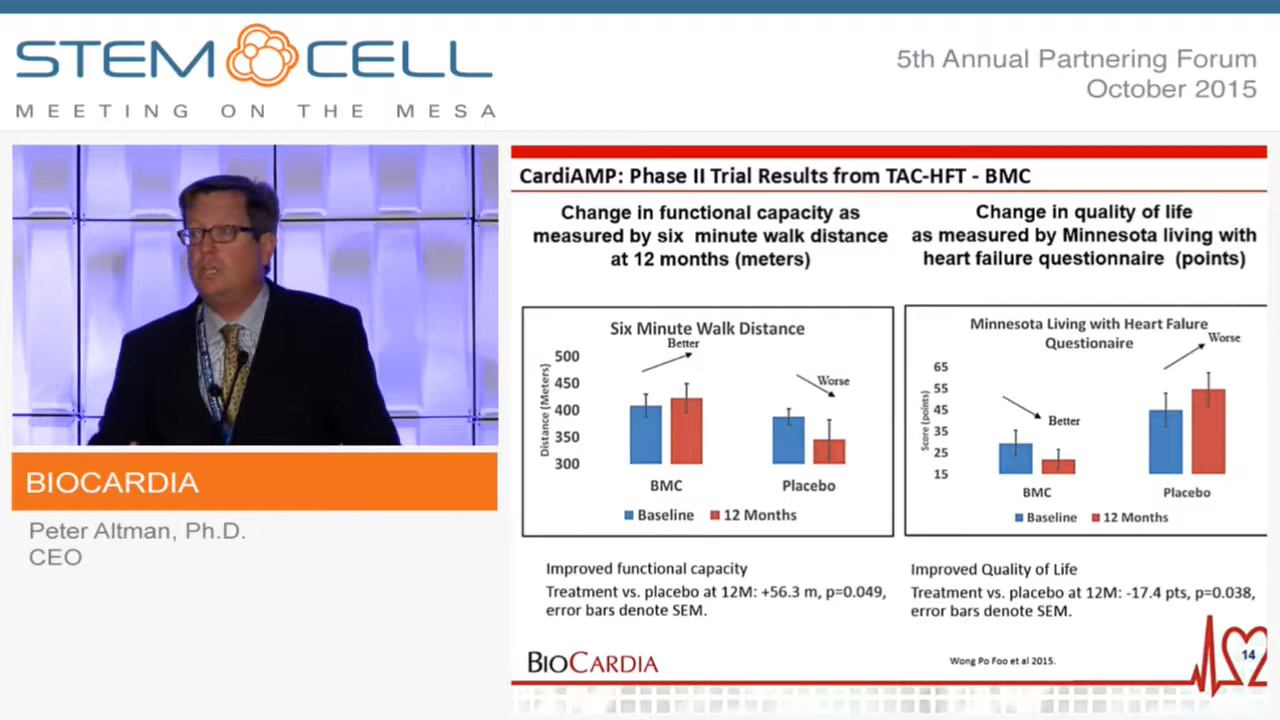 STEM CELL
MEETING ON THE MESA
5th Annual Partnering Forum
October 2015
BIOCARDIA
Peter Altman, Ph.D.
CEO
CardiAMP: Phase II Trial Results from TAC-HFT - BMC
Change in functional capacity as
measured by six minute walk distance
at 12 months (meters)
Six Minute Walk Distance
Better
Worse
Distance (Meters)
500
450
400
350
300
BMC
Placebo
Baseline
12 Months
Improved functional capacity
Treatment vs. placebo at 12M: +56.3 m, p=0.049,
error bars denote SEM.
Change in quality of life
as measured by Minnesota living with
heart failure questionnaire (points)
Minnesota Living with Heart Falure
Questionaire
Worse
Better
Score (points)
65
55
45
35
25
15
BMC
Placebo
Baseline
12 Months
Improved Quality of Life
Treatment vs. placebo at 12M: -17.4 pts, p=0.038,
error bars denote SEM.
BIOCARDIA
Wong Po Foo et al 2015.
14